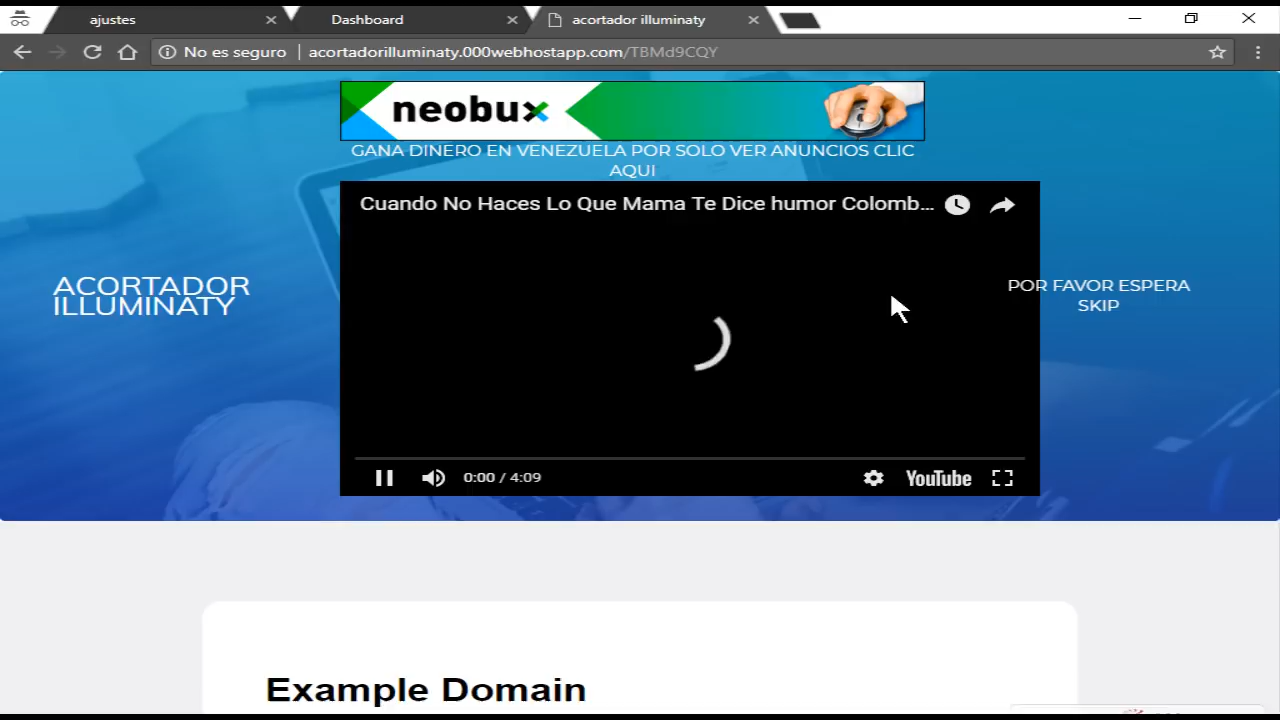 ajustes
Dashboard
acortador illuminaty
No es seguro
acortadorilluminaty.000webhostapp.com/TBMd9CQY
neobux
GANA DINERO EN VENEZUELA POR SOLO VER ANUNCIOS CLIC
AQUI
Cuando No Haces Lo Que Mama Te Dice humor Colomb...
ACORTADOR
ILLUMINATY
POR FAVOR ESPERA
SKIP
0:00 / 4:09
YouTube
Example Domain